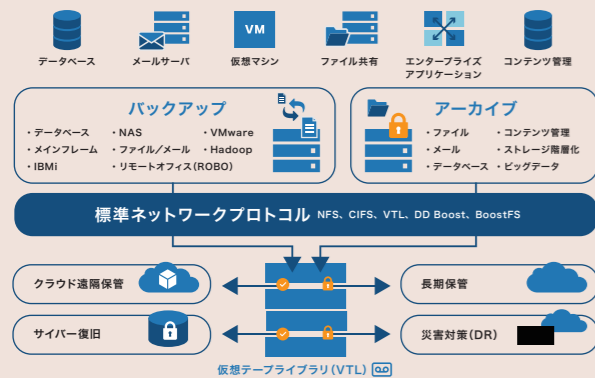 VM
データベース
メールサーバ
仮想マシン
ファイル共有
エンタープライズ
アプリケーション
コンテンツ管理
バックアップ
・データベース ・NAS ・VMware
・メインフレーム ・ファイル/メール ・Hadoop
・IBMi ・リモートオフィス(ROBO)
アーカイブ
・ファイル ・コンテンツ管理
・メール ・ストレージ階層化
・データベース ・ビッグデータ
標準ネットワークプロトコル NFS、CIFS、VTL、DD Boost、BoostFS
クラウド遠隔保管
長期保管
サイバー復旧
災害対策(DR)
仮想テープライブラリ(VTL)